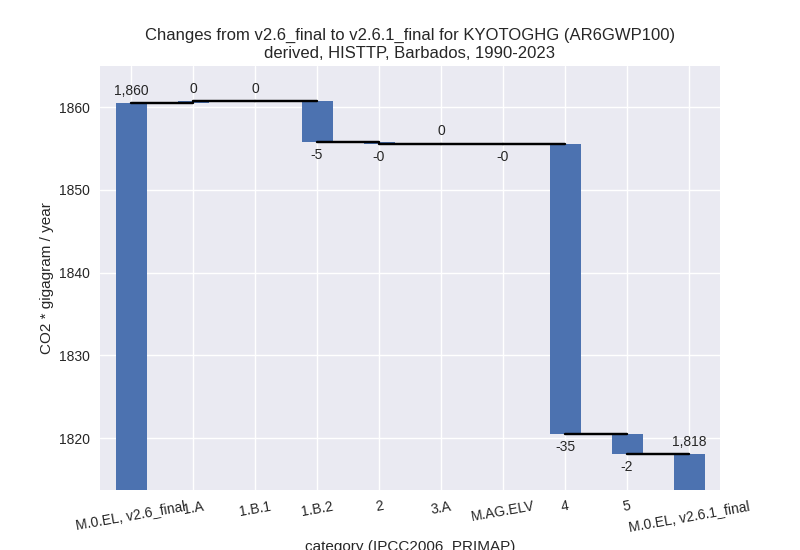 Changes from v2.6_final to v2.6.1_final for KYOTOGHG (AR6GWP100)
derived, HISTTP, Barbados, 1990-2023
1,860
0
0
-5
-0
0
-0
-35
-2
1,818
1860
1850
1840
1830
1820
CO2 * gigagram / year
M.0.EL, v2.6_final
1.A
1.B.1
1.B.2
2
3.A
M.AG.ELV
4
5
M.0.EL, v2.6.1_final
category (IPCC2006_PRIMAP)